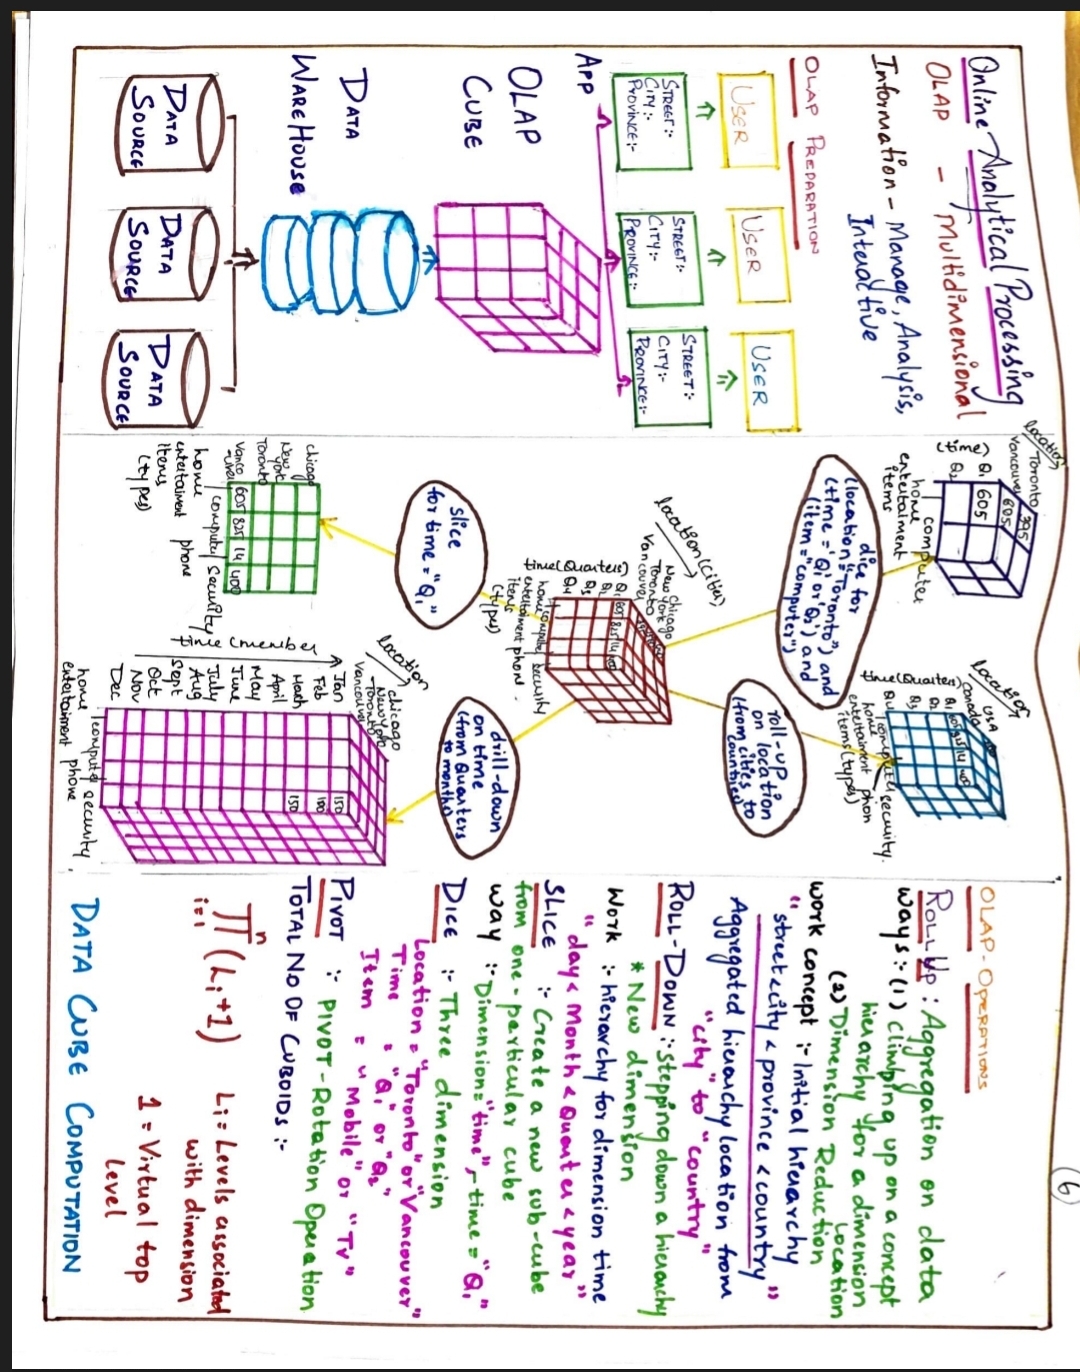 6
Online Analytical Processing
OLAP - Multidimensional
Information - Manage, Analysis,
Interactive
OLAP PREPARATION
USER
USER
USER
STREET:-
CITY:-
PROVINCE:-
STREET:-
CITY:-
PROVINCE:-
STREET:-
CITY:-
PROVINCE:-
APP
OLAP
CUBE
DATA
WAREHOUSE
DATA
SOURCE
DATA
SOURCE
DATA
SOURCE
location
Toronto
Vancouver
395
605
(time)
Q1
605
Q2
computer
home
entertainment
items
dice for
(location="Toronto") and
(time="Q1 or Q2") and
(item="computer")
location
USA
Canada
time(Quarters)
Q1
Q2
Q3
Q4
computer security
home phon
entertainment
items(types)
roll-up
on location
(from cities to
countries)
location(cities)
Chicago
New York
Toronto
Vancouver
time(Quarters)
Q1 605 825 14 400
Q2
Q3
Q4
home computer security
entertainment phone
items
(types)
slice
for time="Q1"
Chicago
New York
Toronto
Vancouver 605 825 14 400
computer security
home phone
entertainment
items
(types)
drill-down
on time
(from Quarters
to months)
location
Chicago
New York
Toronto
Vancouver
time (member
Jan 150
Feb 100
March 150
April
May
June
July
Aug
Sept
Oct
Nov
Dec
home computer security
entertainment phone
OLAP-OPERATIONS
ROLL UP : Aggregation on data
ways :- (1) climbing up on a concept
hierarchy for a dimension
location
(2) Dimension Reduction
work concept :- Initial hierarchy
"street<city<province<country"
Aggregated hierarchy location from
"city" to "country"
ROLL-DOWN :- stepping down a hierarchy
* New dimension
Work :- hierarchy for dimension time
"day< Month < Quarter < year"
SLICE :- Create a new sub-cube
from one-perticular cube
way :- Dimension="time", time="Q1"
DICE :- Three dimension
Location = "Toronto" or "Vancouver"
Time = "Q1" or "Q2"
Item = "Mobile" or "TV"
PIVOT :- PIVOT-Rotation Operation
TOTAL NO OF CUBOIDS :-
n
∏ (Li+1)
i=1
Li = Levels associated
with dimension
1 = Virtual top
level
DATA CUBE COMPUTATION